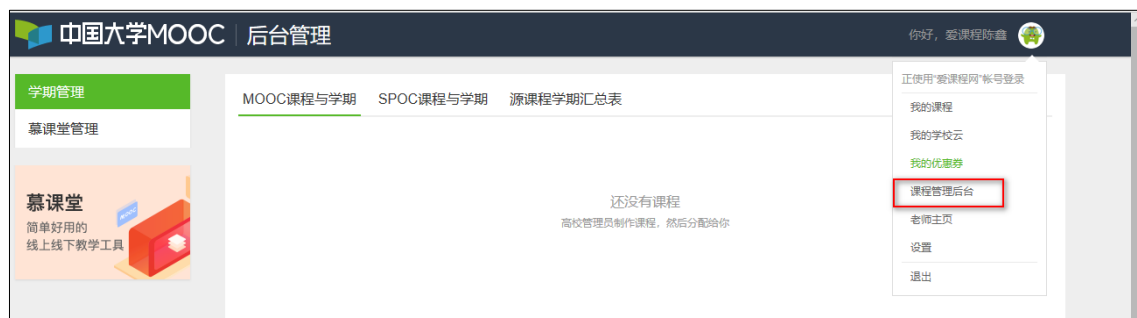 中国大学MOOC 后台管理
你好，爱课程陈鑫
学期管理
慕课堂管理
慕课堂
简单好用的
线上线下教学工具
MOOC课程与学期 SPOC课程与学期 源课程学期汇总表
还没有课程
高校管理员制作课程，然后分配给你
正使用“爱课程网”帐号登录
我的课程
我的学校云
我的优惠券
课程管理后台
老师主页
设置
退出